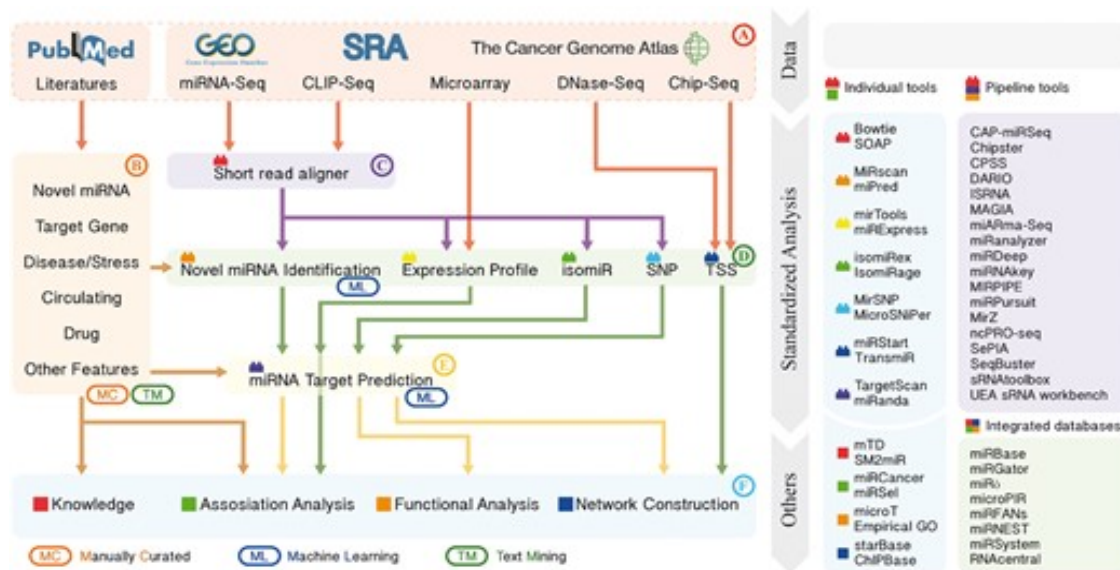 PubMed
GEO
SRA
The Cancer Genome Atlas
A
Literatures
miRNA-Seq
CLIP-Seq
Microarray
DNase-Seq
Chip-Seq
B
Novel miRNA
Target Gene
Disease/Stress
Circulating
Drug
Other Features
MC
TM
Short read aligner
C
Novel miRNA Identification
Expression Profile
isomiR
SNP
TSS
D
ML
miRNA Target Prediction
E
ML
F
Knowledge
Assosiation Analysis
Functional Analysis
Network Construction
MC Manually Curated
ML Machine Learning
TM Text Mining
Data
Standardized Analysis
Others
Individual tools
Bowtie
SOAP
MiRscan
miPred
mirTools
miRExpress
isomiRex
IsomiRage
MirSNP
MicroSNiPer
miRStart
TransmiR
TargetScan
miRanda
mTD
SM2miR
miRCancer
miRSel
microT
Empirical GO
starBase
ChIPBase
Pipeline tools
CAP-miRSeq
Chipster
CPSS
DARIO
ISRNA
MAGIA
miARma-Seq
miRanalyzer
miRDeep
miRNAkey
MIRPIPE
miRPursuit
MirZ
ncPRO-seq
SePIA
SeqBuster
sRNAtoolbox
UEA sRNA workbench
Integrated databases
miRBase
miRGator
microPIR
miRFANs
miRNEST
miRSystem
RNAcentral